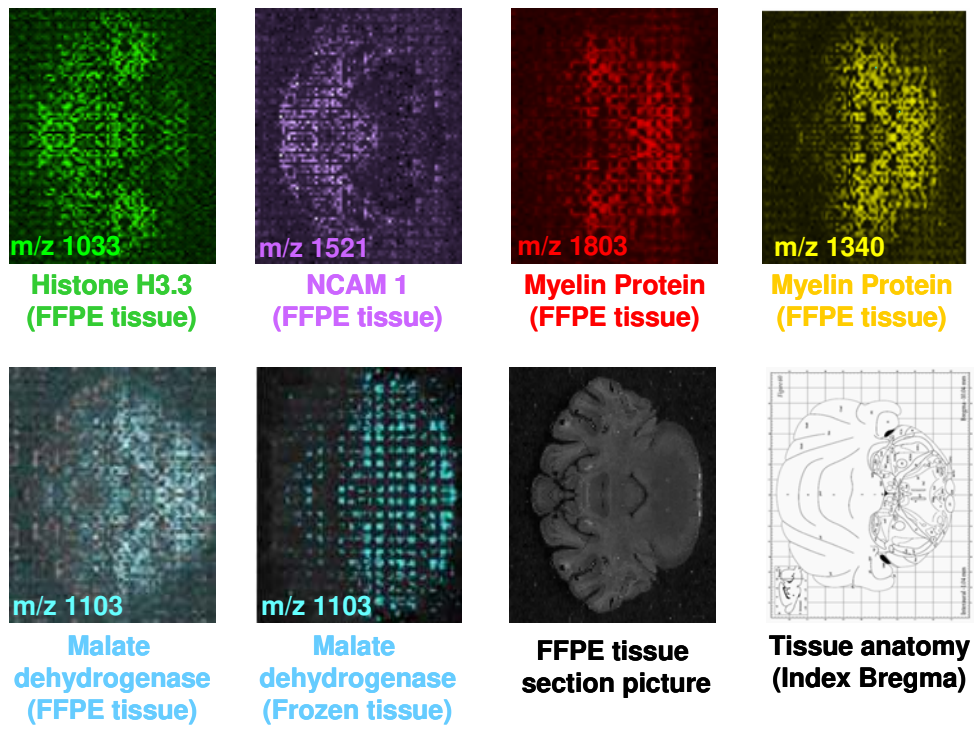 m/z 1033
m/z 1521
m/z 1803
m/z 1340
Histone H3.3
(FFPE tissue)
NCAM 1
(FFPE tissue)
Myelin Protein
(FFPE tissue)
Myelin Protein
(FFPE tissue)
m/z 1103
m/z 1103
Malate
dehydrogenase
(FFPE tissue)
Malate
dehydrogenase
(Frozen tissue)
FFPE tissue
section picture
Tissue anatomy
(Index Bregma)